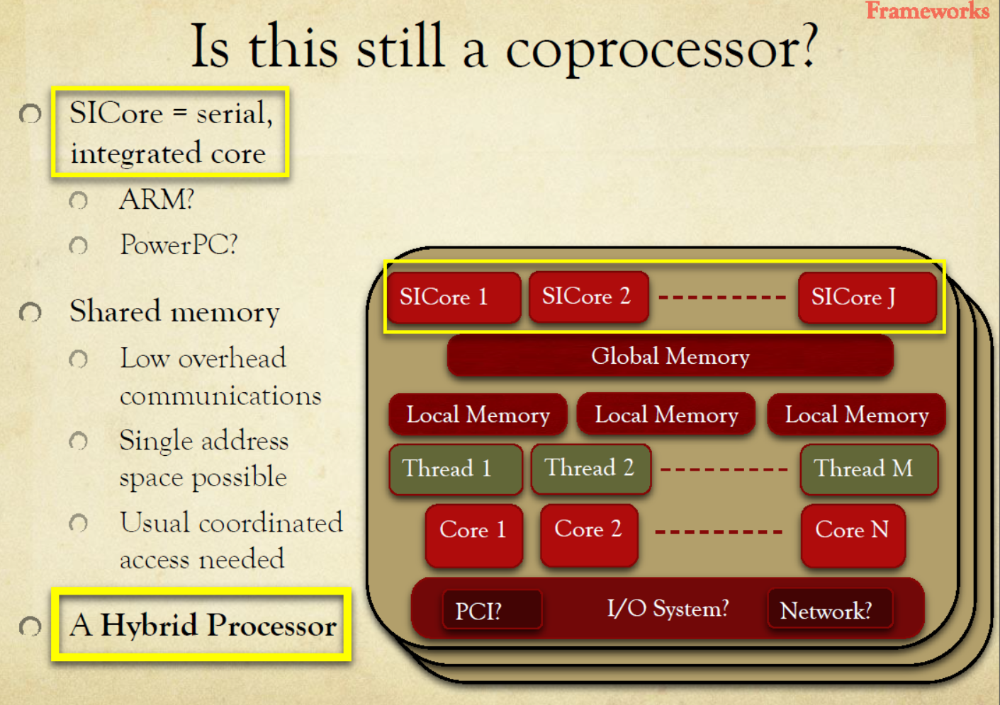 Frameworks
Is this still a coprocessor?
SICore = serial,
integrated core
ARM?
PowerPC?
Shared memory
Low overhead
communications
Single address
space possible
Usual coordinated
access needed
A Hybrid Processor
SICore 1 SICore 2 SICore J
Global Memory
Local Memory Local Memory Local Memory
Thread 1 Thread 2 Thread M
Core 1 Core 2 Core N
PCI? I/O System? Network?